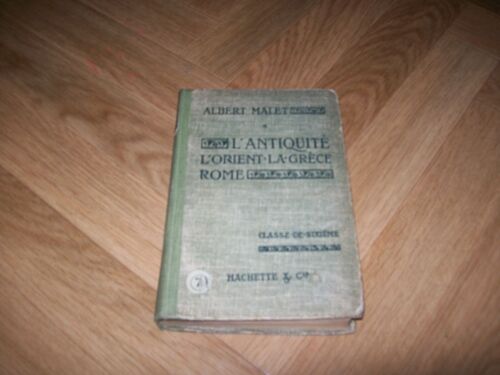 ALBERT MALET
L'ANTIQUITÉ
L'ORIENT-LA-GRÈCE
ROME
CLASSE-DE-SIXIÈME
HACHETTE & Cie